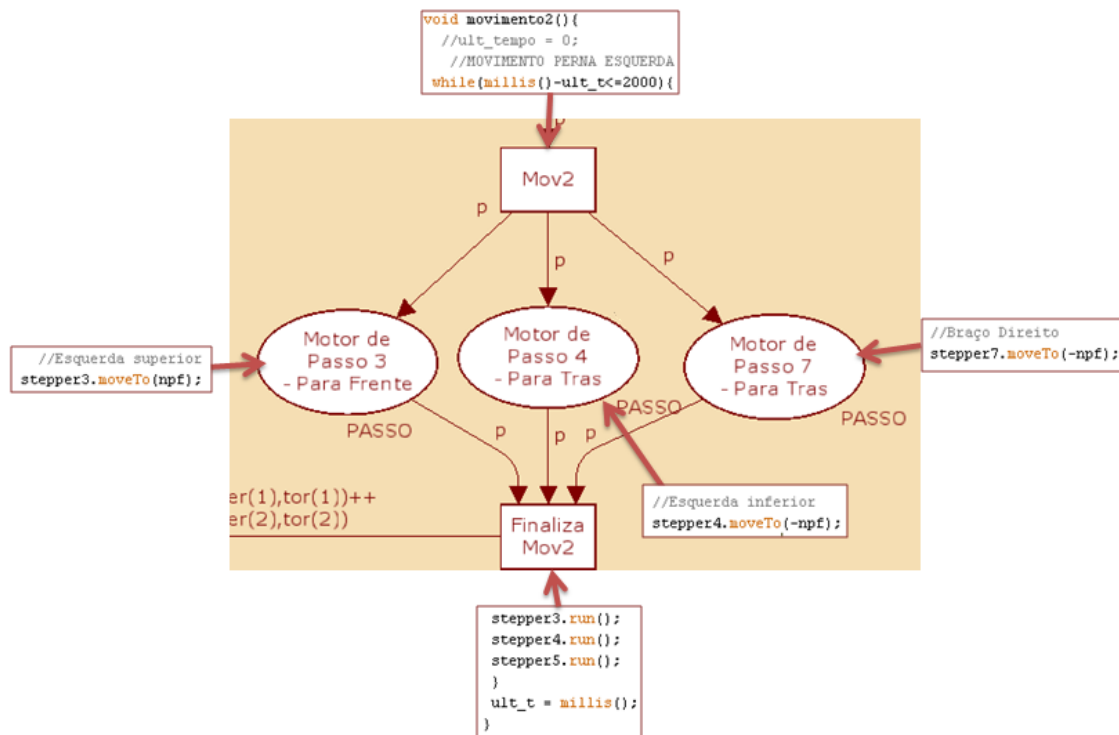 void movimento2(){
//ult_tempo = 0;
//MOVIMENTO PERNA ESQUERDA
while(millis()-ult_t<=2000){
p
Mov2
p
p
p
Motor de
Passo 3
- Para Frente
PASSO
Motor de
Passo 4
- Para Tras
PASSO
Motor de
Passo 7
- Para Tras
PASSO
//Esquerda superior
stepper3.moveTo(npf);
//Braço Direito
stepper7.moveTo(-npf);
p
p
p
//Esquerda inferior
stepper4.moveTo(-npf);
er(1),tor(1))++
er(2),tor(2))
Finaliza
Mov2
stepper3.run();
stepper4.run();
stepper5.run();
}
ult_t = millis();
}